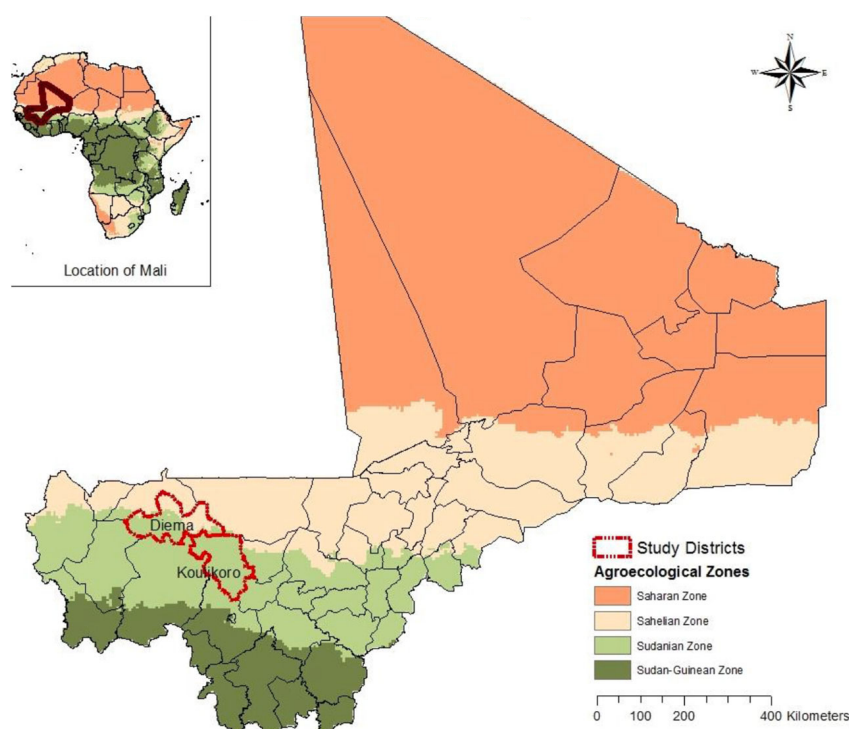 N
W E
S
Location of Mali
Diema
Koulikoro
Study Districts
Agroecological Zones
Saharan Zone
Sahelian Zone
Sudanian Zone
Sudan-Guinean Zone
0 100 200 400 Kilometers